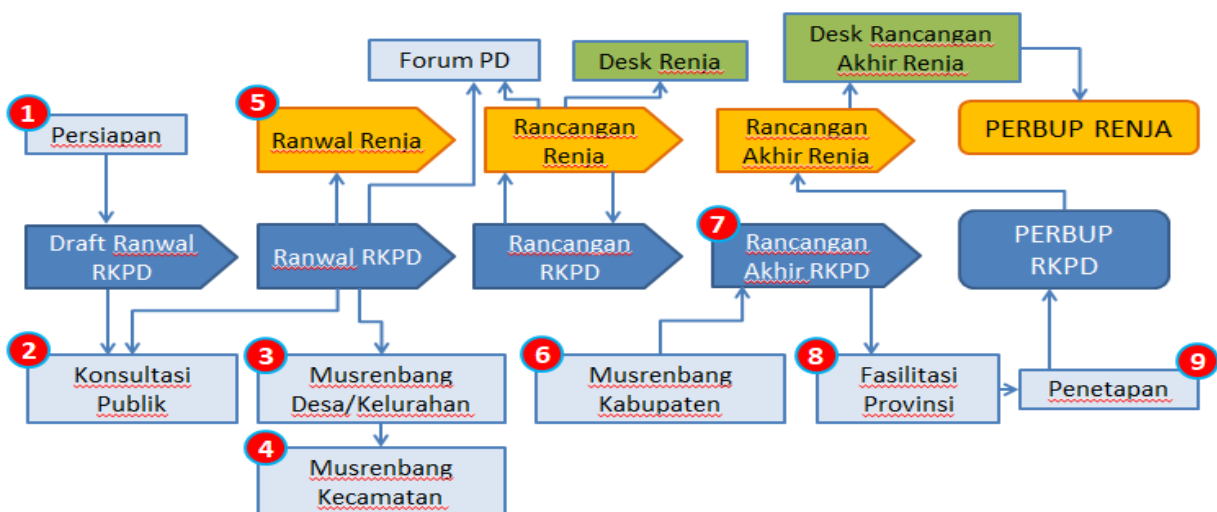 Forum PD
Desk Renja
Desk Rancangan
Akhir Renja
1
Persiapan
5
Ranwal Renja
Rancangan
Renja
Rancangan
Akhir Renja
PERBUP RENJA
Draft Ranwal
RKPD
Ranwal RKPD
Rancangan
RKPD
7
Rancangan
Akhir RKPD
PERBUP
RKPD
2
Konsultasi
Publik
3
Musrenbang
Desa/Kelurahan
6
Musrenbang
Kabupaten
8
Fasilitasi
Provinsi
9
Penetapan
4
Musrenbang
Kecamatan